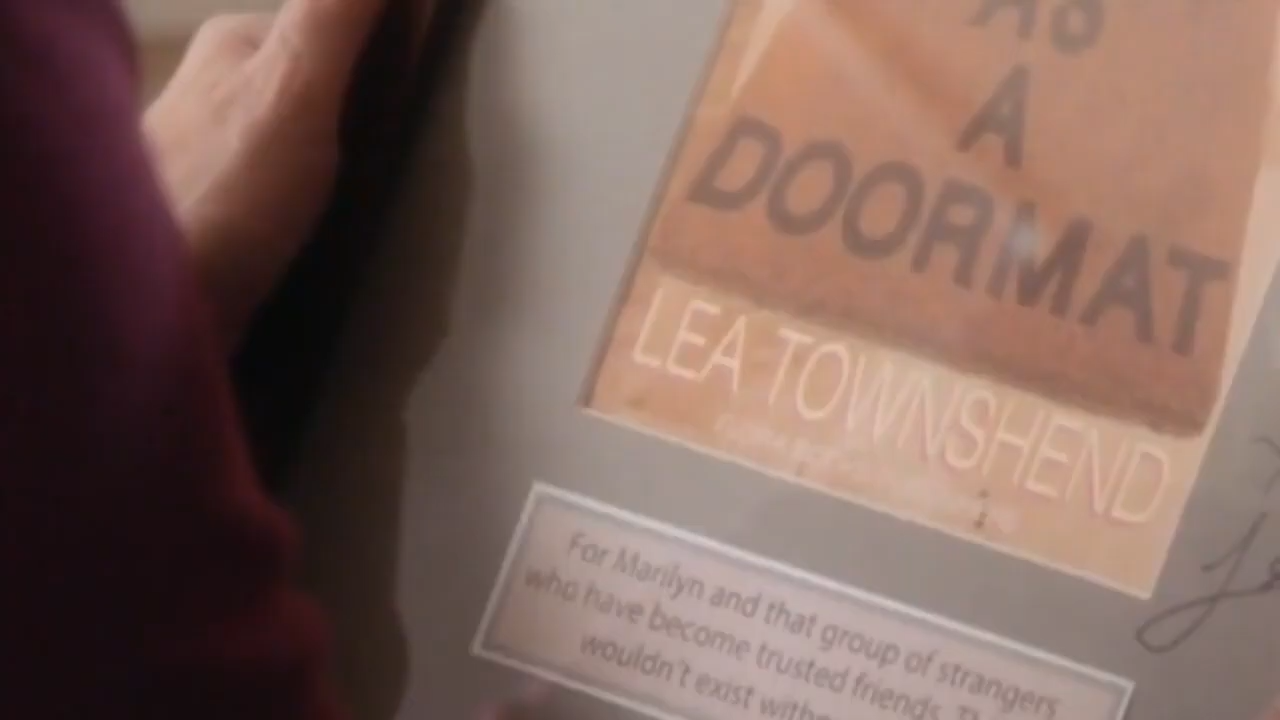 AS
A
DOORMAT
LEA TOWNSHEND
For Marilyn and that group of strangers
who have become trusted friends.
wouldn't exist